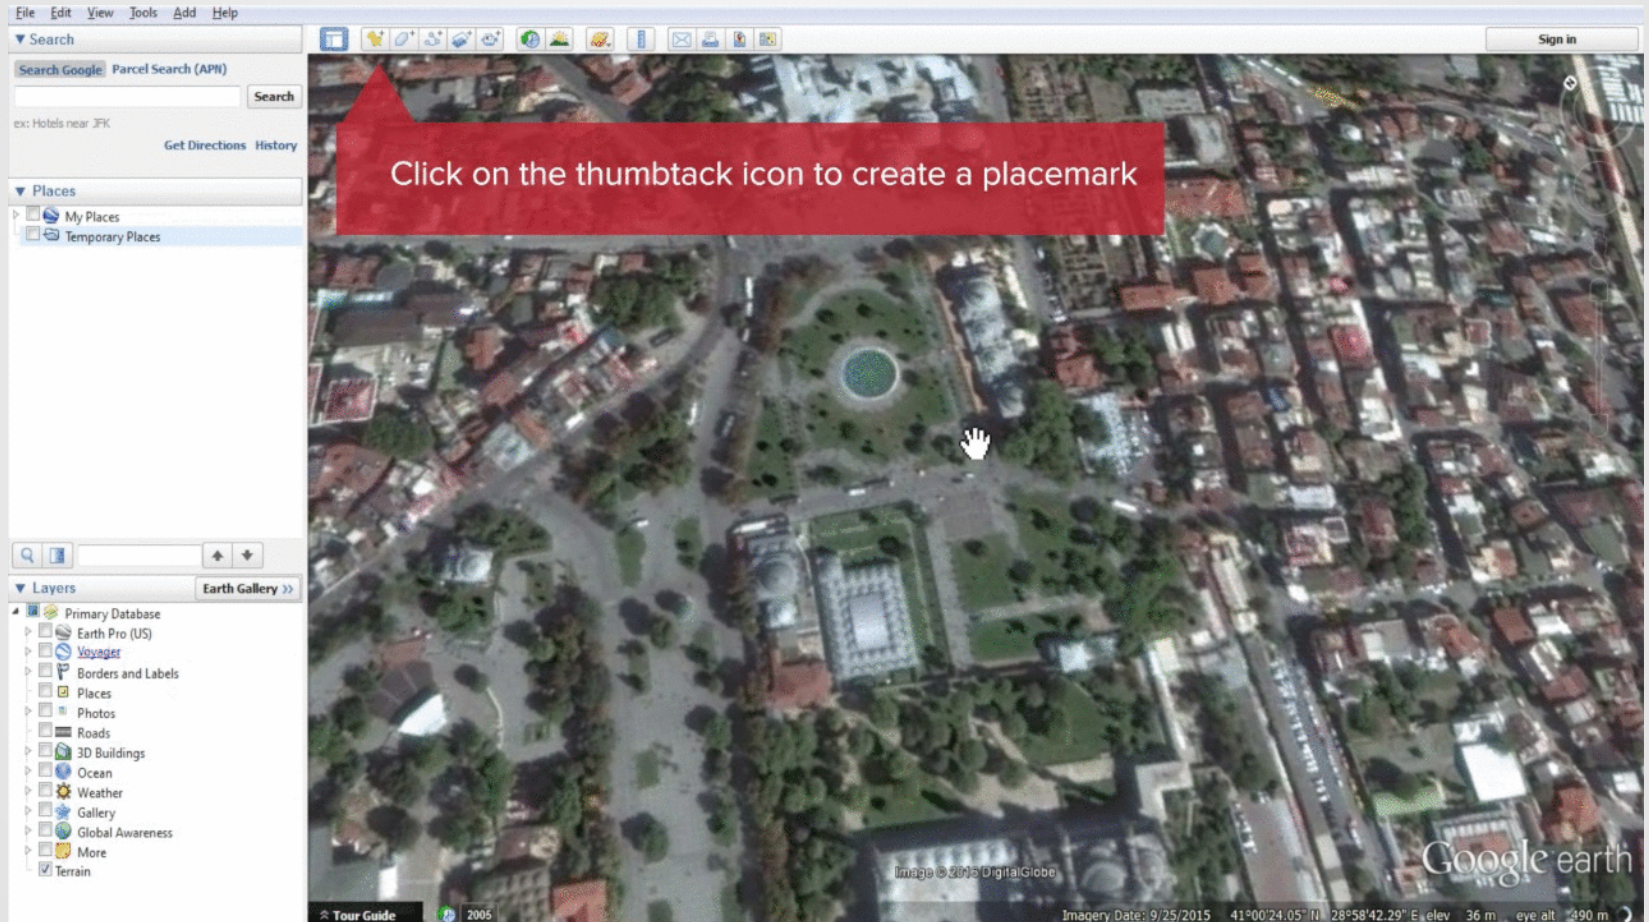 File Edit View Tools Add Help
Search
Sign in
Search Google Parcel Search (APN)
Search
ex: Hotels near JFK
Get Directions History
Click on the thumbtack icon to create a placemark
Places
My Places
Temporary Places
Layers
Earth Gallery >>
Primary Database
Earth Pro (US)
Voyager
Borders and Labels
Places
Photos
Roads
3D Buildings
Ocean
Weather
Gallery
Global Awareness
More
Terrain
Google earth
Image © 2016 DigitalGlobe
Tour Guide
2005
Imagery Date: 9/25/2015 41°00'24.05" N 28°58'42.29" E elev 36 m eye alt 490 m